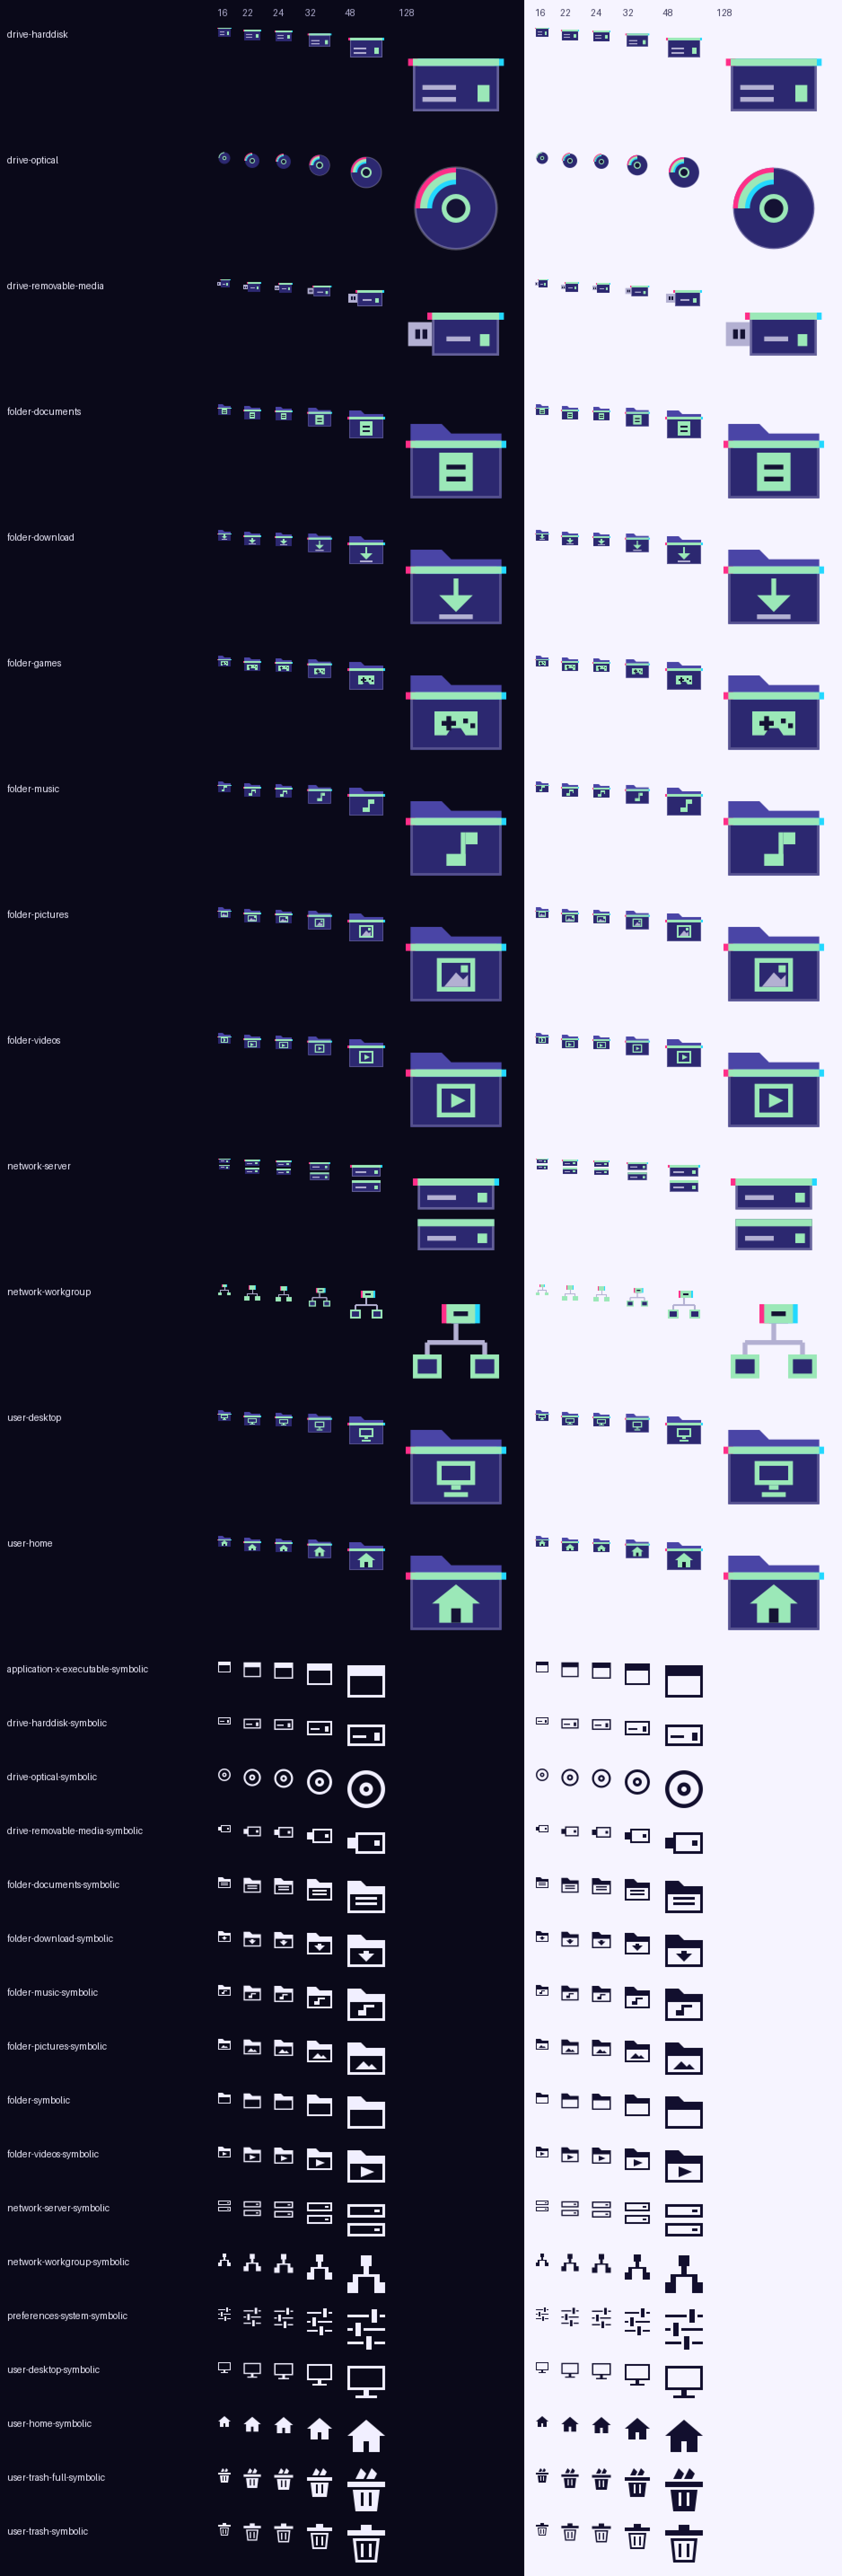 16 22 24 32 48 128 16 22 24 32 48 128
drive-harddisk
drive-optical
drive-removable-media
folder-documents
folder-download
folder-games
folder-music
folder-pictures
folder-videos
network-server
network-workgroup
user-desktop
user-home
application-x-executable-symbolic
drive-harddisk-symbolic
drive-optical-symbolic
drive-removable-media-symbolic
folder-documents-symbolic
folder-download-symbolic
folder-music-symbolic
folder-pictures-symbolic
folder-symbolic
folder-videos-symbolic
network-server-symbolic
network-workgroup-symbolic
preferences-system-symbolic
user-desktop-symbolic
user-home-symbolic
user-trash-full-symbolic
user-trash-symbolic